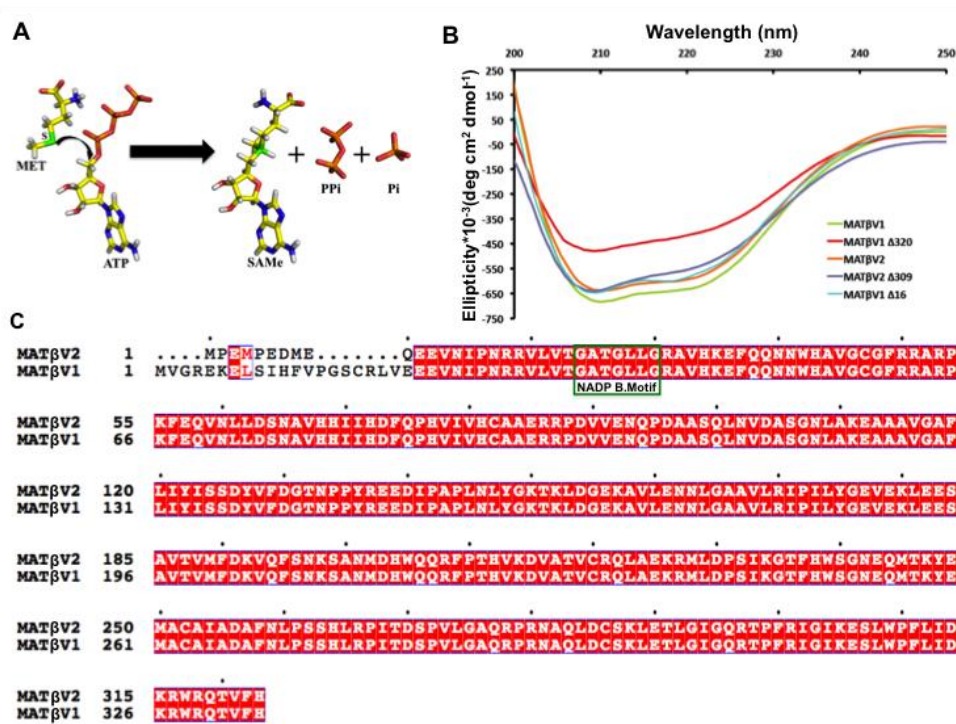 A
S
MET
ATP
SAMe
+
PPi
+
Pi
B
Wavelength (nm)
200 210 220 230 240 250
Ellipticity*10⁻³(deg cm² dmol⁻¹)
250
150
50
-50
-150
-250
-350
-450
-550
-650
-750
MATβV1
MATβV1 Δ320
MATβV2
MATβV2 Δ309
MATβV1 Δ16
C
MATβV2 1 ....MPEMPEDME.......QEEVNIPNRRVLVTGATGLLGRAVHKEFQQNNWHAVGCGFRRARP
MATβV1 1 MVGREKELSIHFVPGSCRLVEEEVNIPNRRVLVTGATGLLGRAVHKEFQQNNWHAVGCGFRRARP
NADP B.Motif
MATβV2 55 KFEQVNLLDSNAVHHIIHDFQPHVIVHCAAERRPDVVENQPDAASQLNVDASGNLAKEAAAVGAF
MATβV1 66 KFEQVNLLDSNAVHHIIHDFQPHVIVHCAAERRPDVVENQPDAASQLNVDASGNLAKEAAAVGAF
MATβV2 120 LIYISSDYVFDGTNPPYREEDIPAPLNLYGKTKLDGEKAVLENNLGAAVLRIPILYGEVEKLEES
MATβV1 131 LIYISSDYVFDGTNPPYREEDIPAPLNLYGKTKLDGEKAVLENNLGAAVLRIPILYGEVEKLEES
MATβV2 185 AVTVMFDKVQFSNKSANMDHWQQRFPTHVKDVATVCRQLAEKRMLDPSIKGTFHWSGNEQMTKYE
MATβV1 196 AVTVMFDKVQFSNKSANMDHWQQRFPTHVKDVATVCRQLAEKRMLDPSIKGTFHWSGNEQMTKYE
MATβV2 250 MACAIADAFNLPSSHLRPITDSPVLGAQRPRNAQLDCSKLETLGIGQRTPFRIGIKESLWPFLID
MATβV1 261 MACAIADAFNLPSSHLRPITDSPVLGAQRPRNAQLDCSKLETLGIGQRTPFRIGIKESLWPFLID
MATβV2 315 KRWRQTVFH
MATβV1 326 KRWRQTVFH